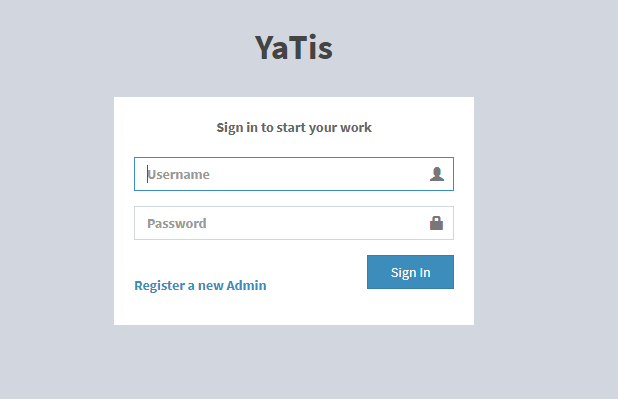 YaTis
Sign in to start your work
Username
Password
Sign In
Register a new Admin